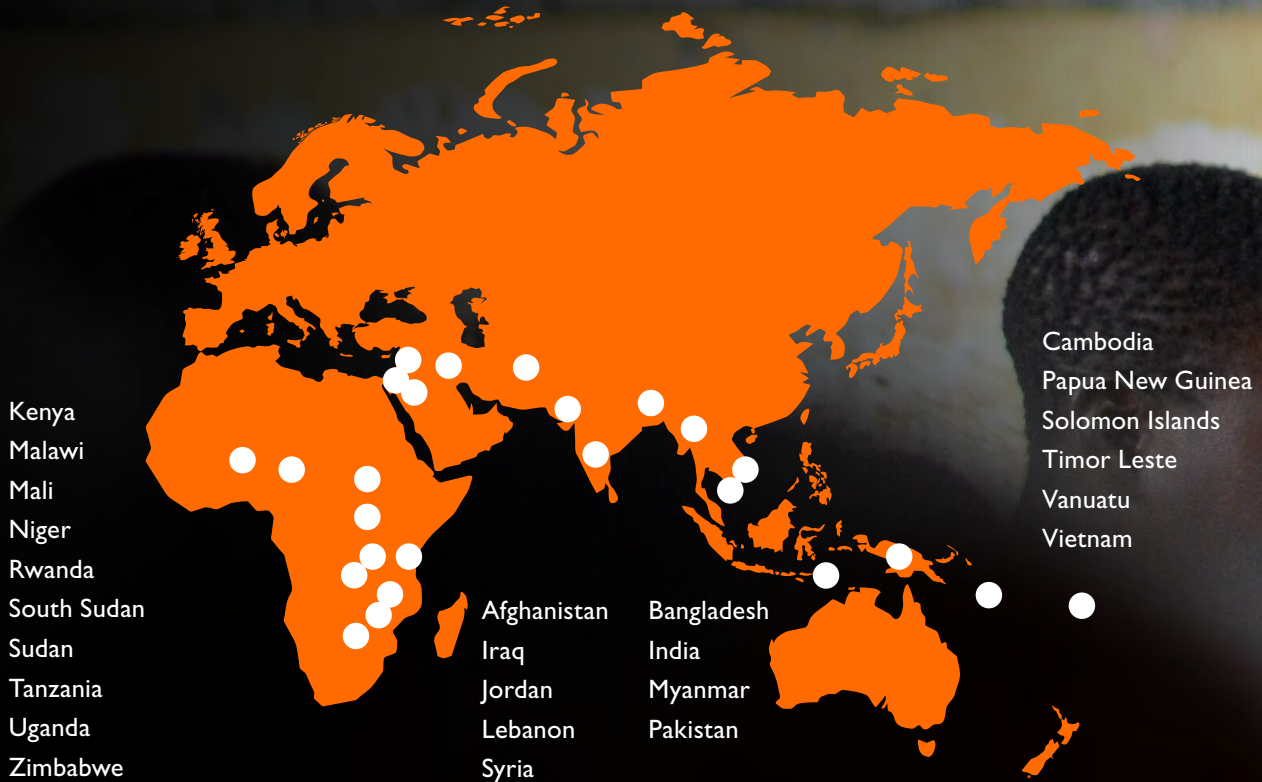 Kenya
Malawi
Mali
Niger
Rwanda
South Sudan
Sudan
Tanzania
Uganda
Zimbabwe
Afghanistan
Iraq
Jordan
Lebanon
Syria
Bangladesh
India
Myanmar
Pakistan
Cambodia
Papua New Guinea
Solomon Islands
Timor Leste
Vanuatu
Vietnam